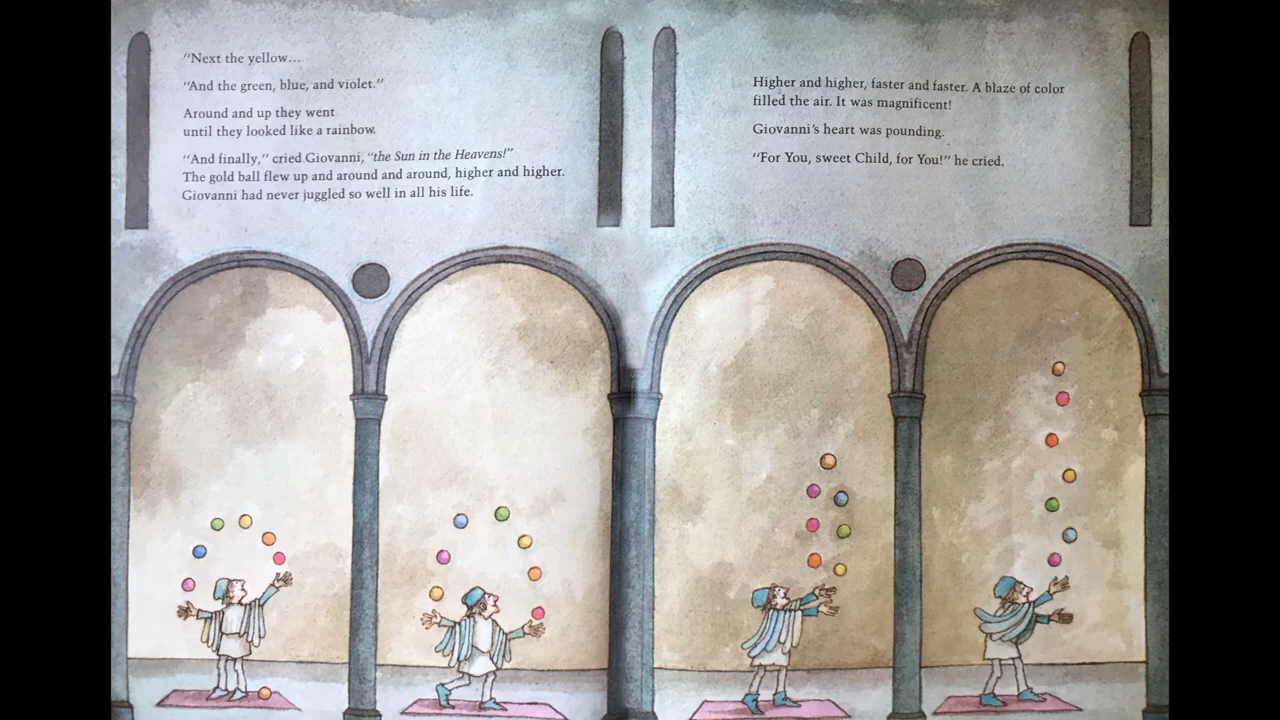 "Next the yellow...
"And the green, blue, and violet."
Around and up they went
until they looked like a rainbow.
"And finally," cried Giovanni, "the Sun in the Heavens!"
The gold ball flew up and around and around, higher and higher.
Giovanni had never juggled so well in all his life.
Higher and higher, faster and faster. A blaze of color
filled the air. It was magnificent!
Giovanni's heart was pounding.
"For You, sweet Child, for You!" he cried.